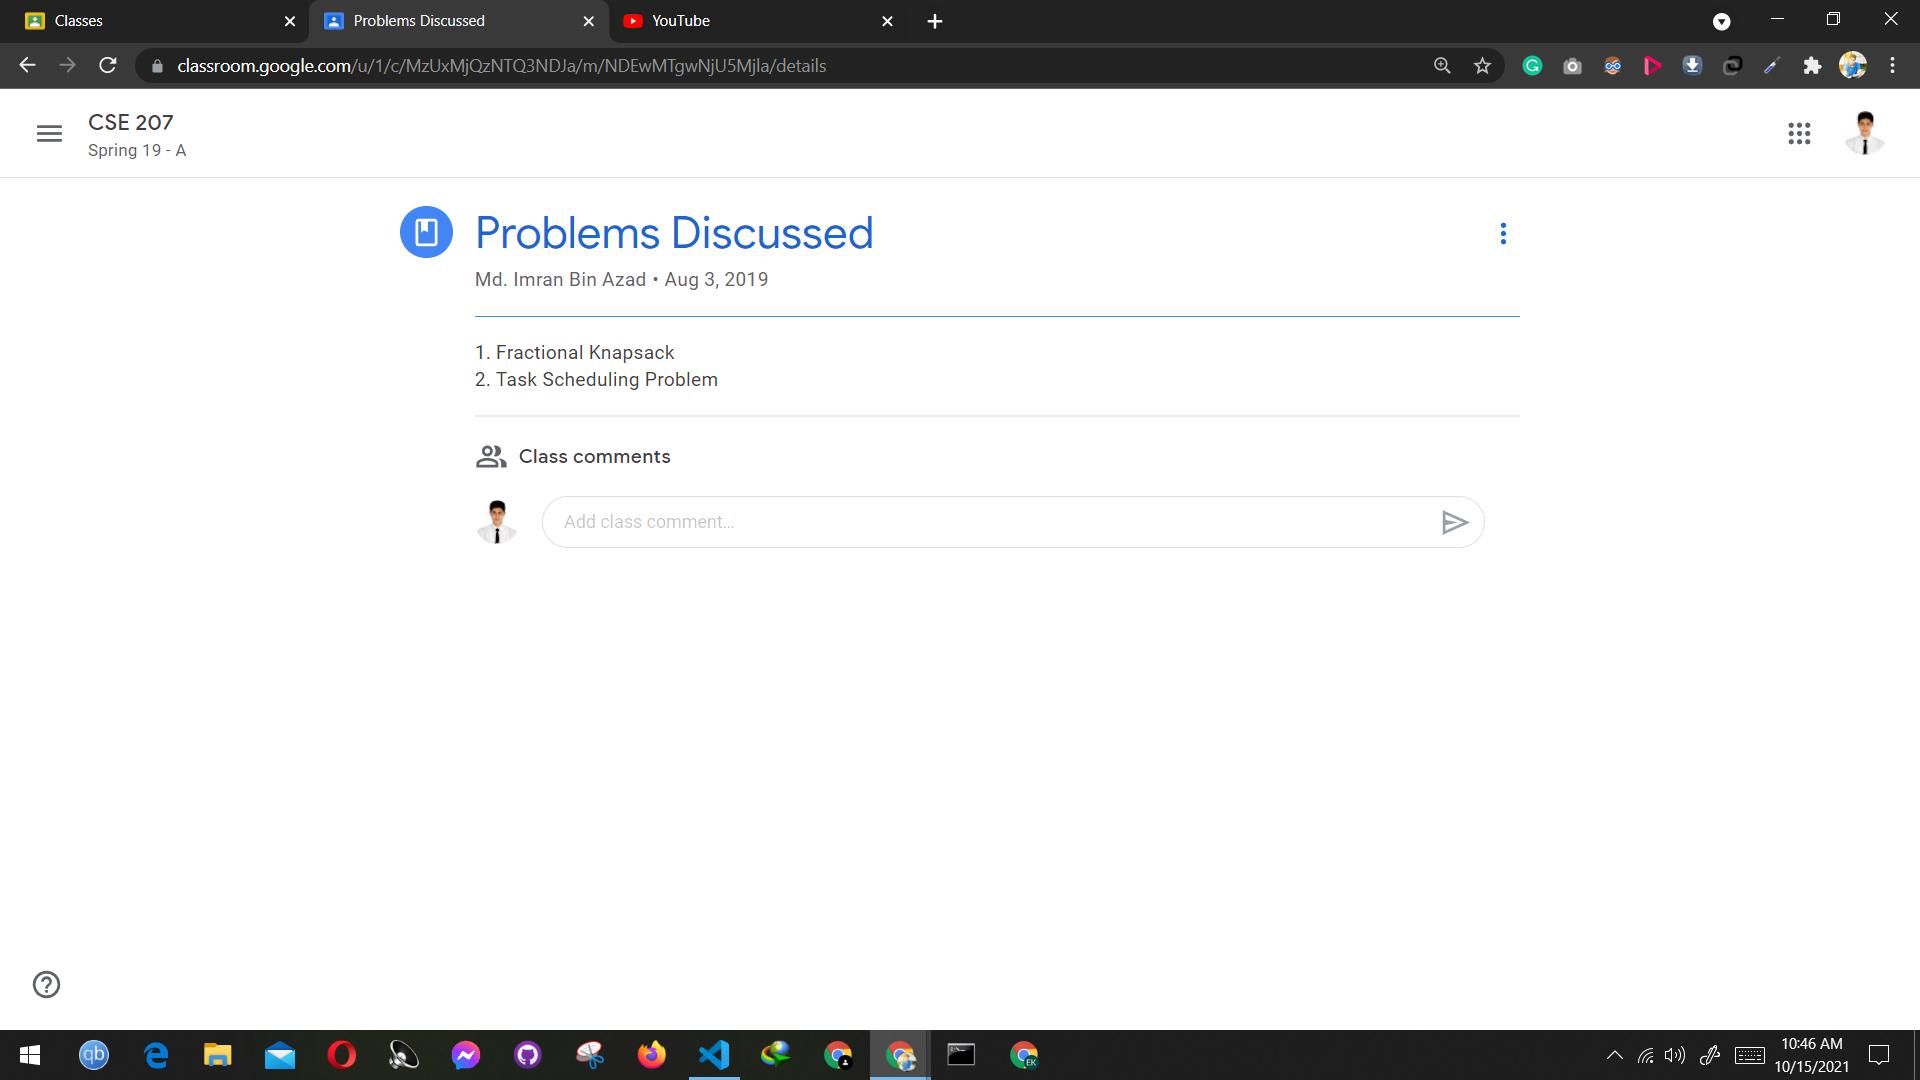 Classes
Problems Discussed
YouTube
classroom.google.com/u/1/c/MzUxMjQzNTQ3NDJa/m/NDEwMTgwNjU5Mjla/details
CSE 207
Spring 19 - A
Problems Discussed
Md. Imran Bin Azad • Aug 3, 2019
1. Fractional Knapsack
2. Task Scheduling Problem
Class comments
Add class comment...
qb
EK
10:46 AM
10/15/2021